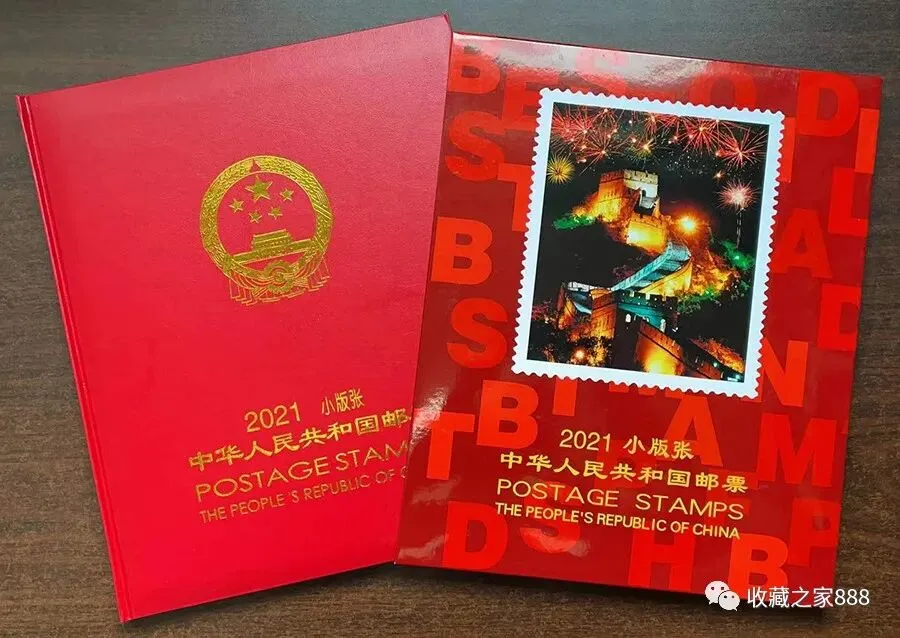 2021 小版张
中华人民共和国邮
POSTAGE STAM
THE PEOPLE'S REPUBLIC OF C
2021 小版张
中华人民共和国邮票
POSTAGE STAMPS
THE PEOPLE'S REPUBLIC OF CHINA
收藏之家888